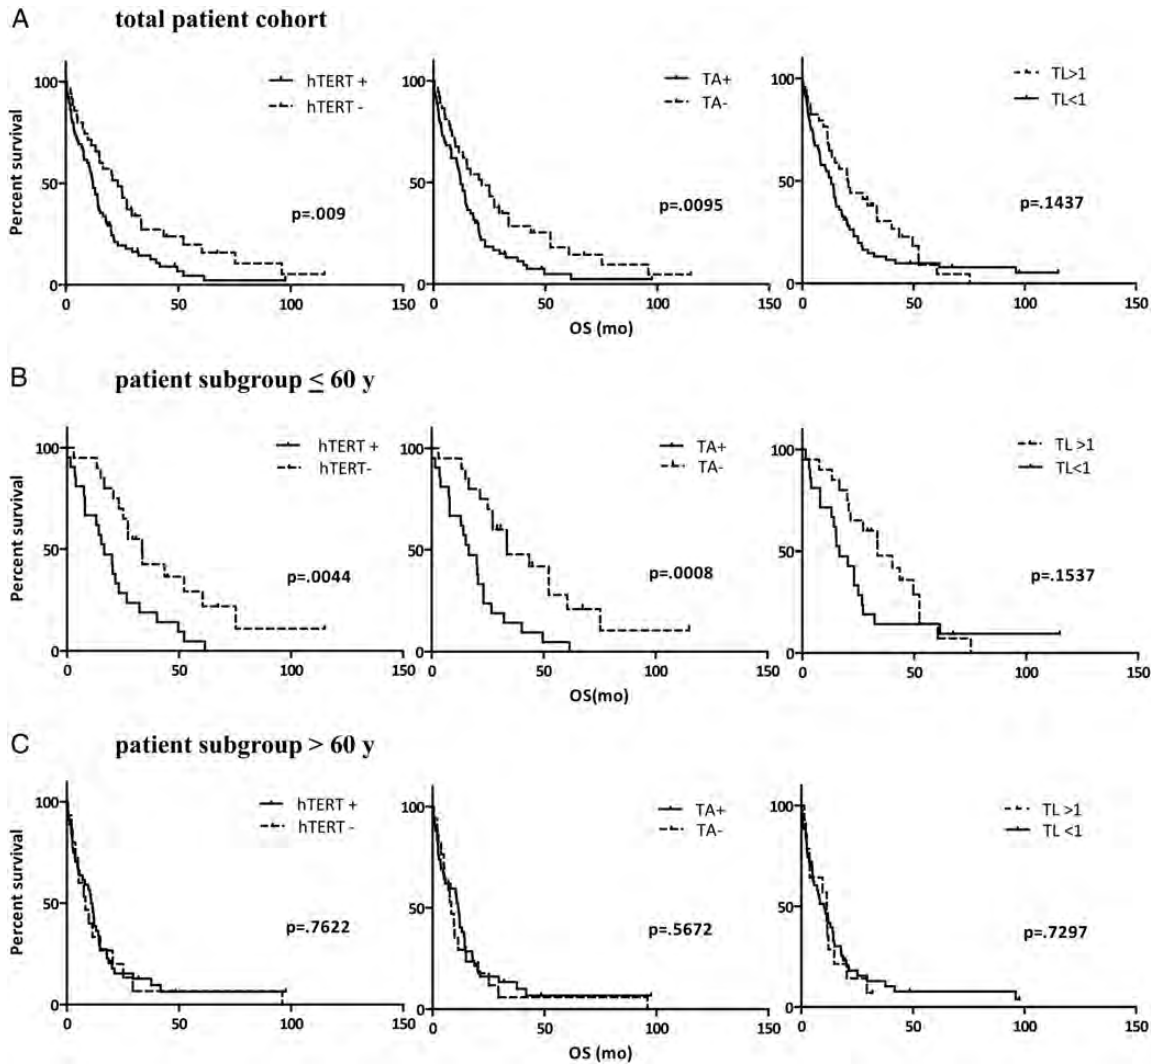 A total patient cohort
Percent survival
100
50
0
0 50 100 150
hTERT +
hTERT -
p=.009
100
50
0
0 50 100 150
TA+
TA-
p=.0095
OS (mo)
100
50
0
0 50 100 150
TL>1
TL<1
p=.1437
B patient subgroup ≤ 60 y
Percent survival
100
50
0
0 50 100 150
hTERT +
hTERT-
p=.0044
100
50
0
0 50 100 150
TA+
TA-
p=.0008
OS(mo)
100
50
0
0 50 100 150
TL >1
TL<1
p=.1537
C patient subgroup > 60 y
Percent survival
100
50
0
0 50 100 150
hTERT +
hTERT -
p=.7622
100
50
0
0 50 100 150
TA+
TA-
p=.5672
OS (mo)
100
50
0
0 50 100 150
TL >1
TL <1
p=.7297